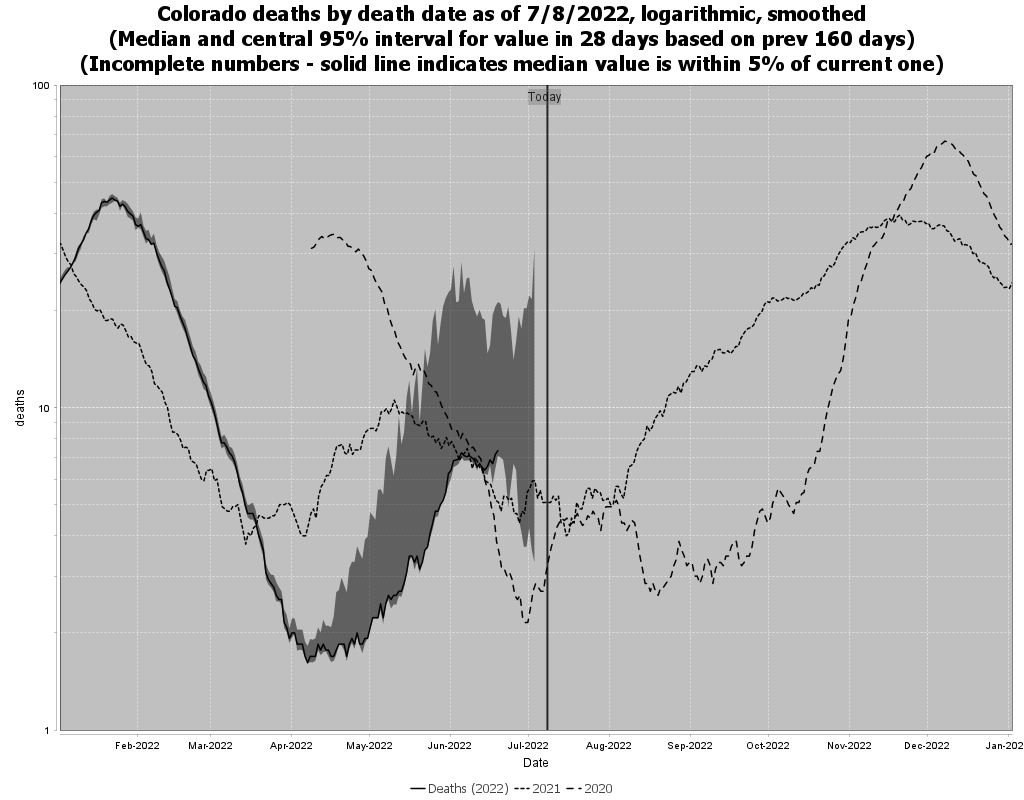 Colorado deaths by death date as of 7/8/2022, logarithmic, smoothed
(Median and central 95% interval for value in 28 days based on prev 160 days)
(Incomplete numbers - solid line indicates median value is within 5% of current one)
100
Today
deaths
10
1
Feb-2022 Mar-2022 Apr-2022 May-2022 Jun-2022 Jul-2022 Aug-2022 Sep-2022 Oct-2022 Nov-2022 Dec-2022 Jan-202
Date
Deaths (2022) 2021 2020